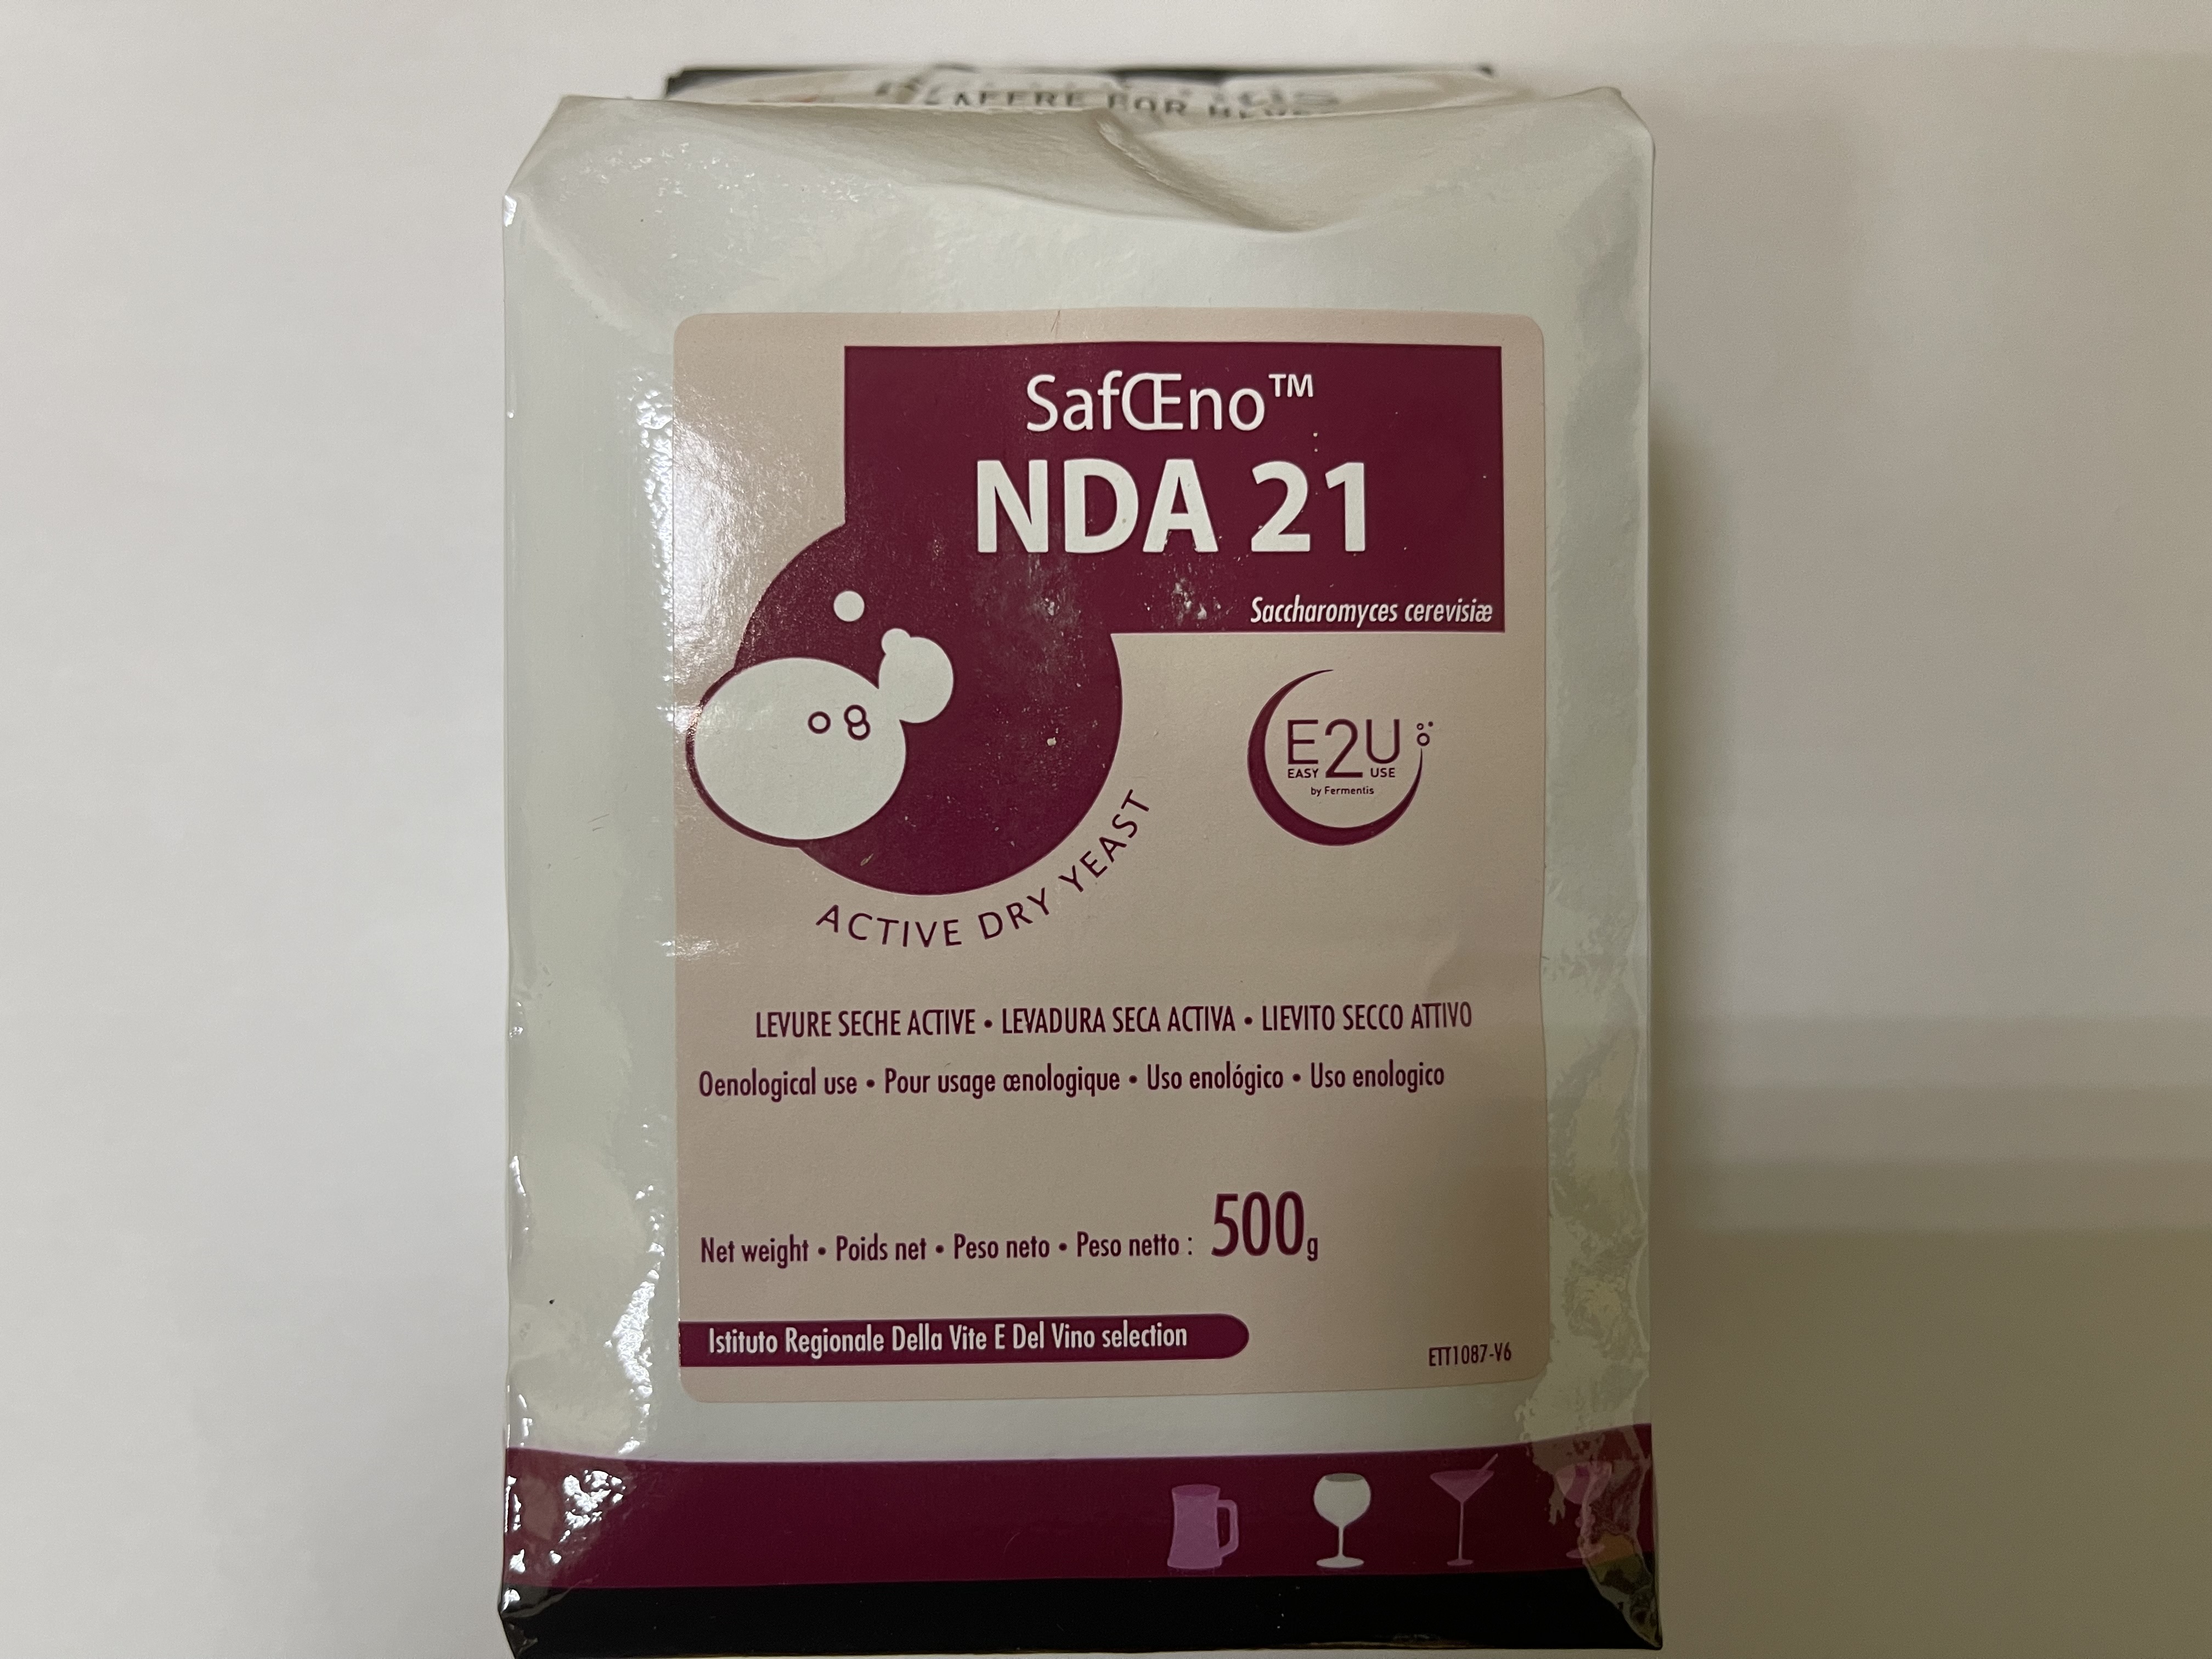 LAFFRE FOR
SafŒno™
NDA 21
Saccharomyces cerevisiæ
E2U
EASY USE
by Fermentis
ACTIVE DRY YEAST
LEVURE SECHE ACTIVE • LEVADURA SECA ACTIVA • LIEVITO SECCO ATTIVO
Oenological use • Pour usage œnologique • Uso enológico • Uso enologico
Net weight • Poids net • Peso neto • Peso netto : 500g
Istituto Regionale Della Vite E Del Vino selection
ETT1087-V6